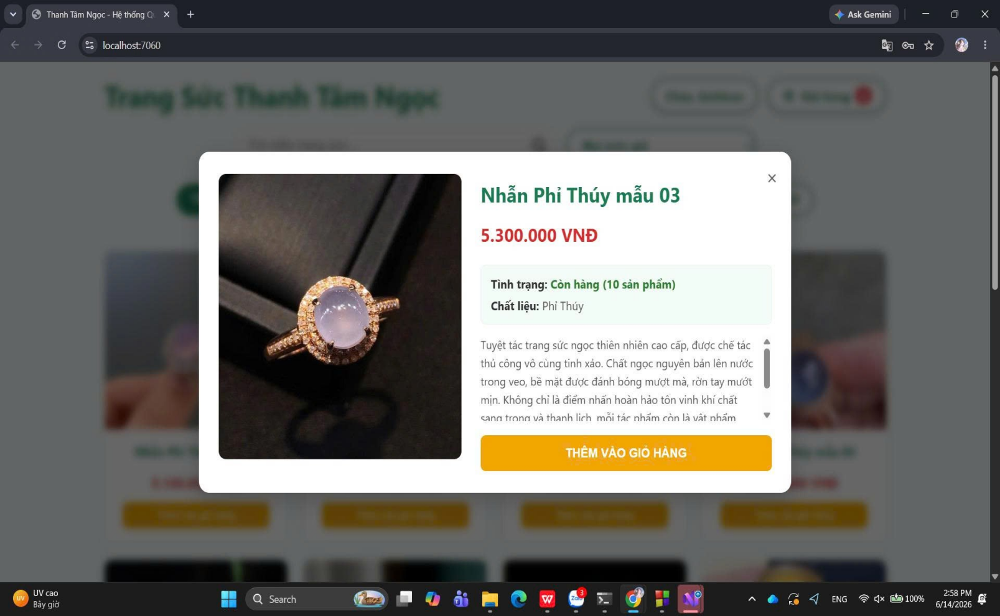 Thanh Tâm Ngọc - Hệ thống
Ask Gemini
localhost:7060
Trang Sức Thanh Tâm Ngọc
Nhẫn Phỉ Thúy mẫu 03
5.300.000 VNĐ
Tình trạng: Còn hàng (10 sản phẩm)
Chất liệu: Phỉ Thúy
Tuyệt tác trang sức ngọc thiên nhiên cao cấp, được chế tác
thủ công vô cùng tinh xảo. Chất ngọc nguyên bản lên nước
trong veo, bề mặt được đánh bóng mượt mà, rờn tay mướt
mịn. Không chỉ là điểm nhấn hoàn hảo tôn vinh khí chất
sang trọng và thanh lịch, mỗi tác phẩm còn là vật phẩm
THÊM VÀO GIỎ HÀNG
UV
UV cao
Bây giờ
Search
Zalo
3
ENG
100%
2:58 PM
6/14/2026